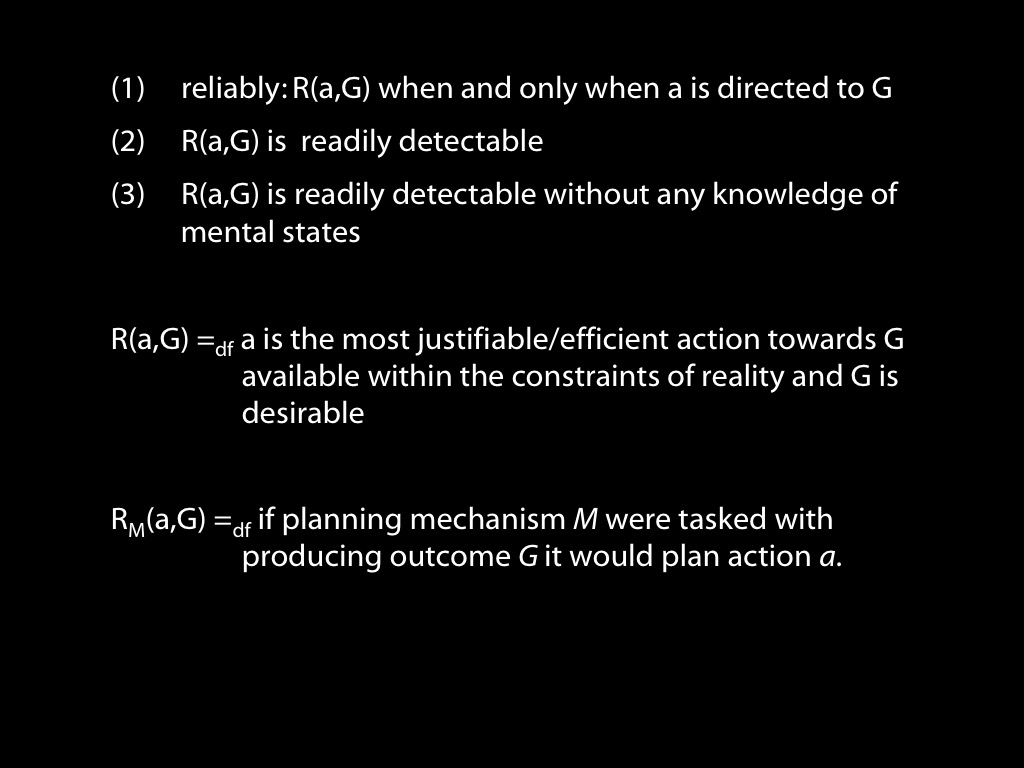 (1) reliably: R(a,G) when and only when a is directed to G
(2) R(a,G) is readily detectable
(3) R(a,G) is readily detectable without any knowledge of
mental states
R(a,G) =df a is the most justifiable/efficient action towards G
available within the constraints of reality and G is
desirable
RM(a,G) =df if planning mechanism M were tasked with
producing outcome G it would plan action a.